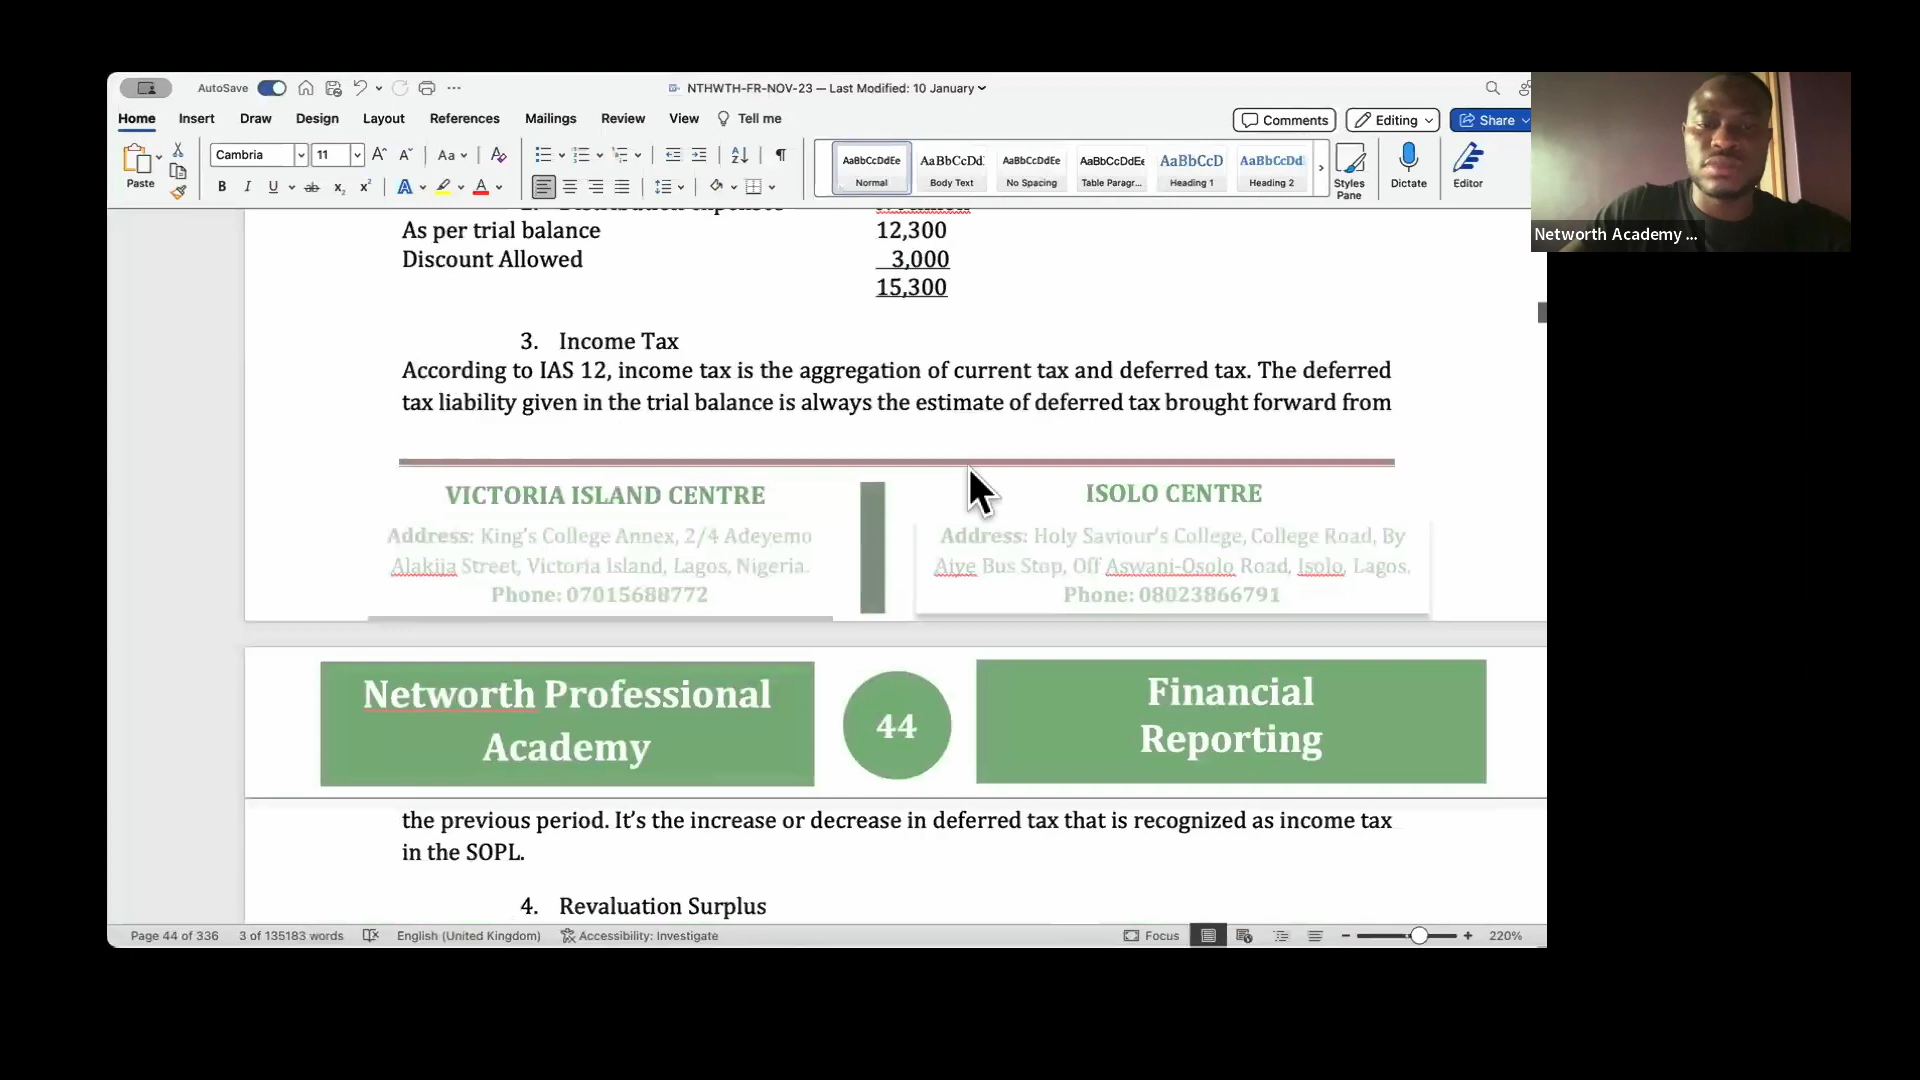 AutoSave
NTHWTH-FR-NOV-23 — Last Modified: 10 January
Home Insert Draw Design Layout References Mailings Review View Tell me
Comments Editing Share
Paste
Cambria 11
Aa
B I U ab x₂ x² A A
AaBbCcDdEe AaBbCcDd AaBbCcDdEe AaBbCcDdEe AaBbCcD AaBbCcDd
Normal Body Text No Spacing Table Paragr... Heading 1 Heading 2
Styles Pane
Dictate
Editor
Networth Academy ...
As per trial balance 12,300
Discount Allowed 3,000
15,300
3. Income Tax
According to IAS 12, income tax is the aggregation of current tax and deferred tax. The deferred
tax liability given in the trial balance is always the estimate of deferred tax brought forward from
VICTORIA ISLAND CENTRE
Address: King’s College Annex, 2/4 Adeyemo
Alakija Street, Victoria Island, Lagos, Nigeria.
Phone: 07015688772
ISOLO CENTRE
Address: Holy Saviour’s College, College Road, By
Aiye Bus Stop, Off Aswani-Osolo Road, Isolo, Lagos.
Phone: 08023866791
Networth Professional
Academy
44
Financial
Reporting
the previous period. It’s the increase or decrease in deferred tax that is recognized as income tax
in the SOPL.
4. Revaluation Surplus
Page 44 of 336 3 of 135183 words English (United Kingdom) Accessibility: Investigate Focus 220%